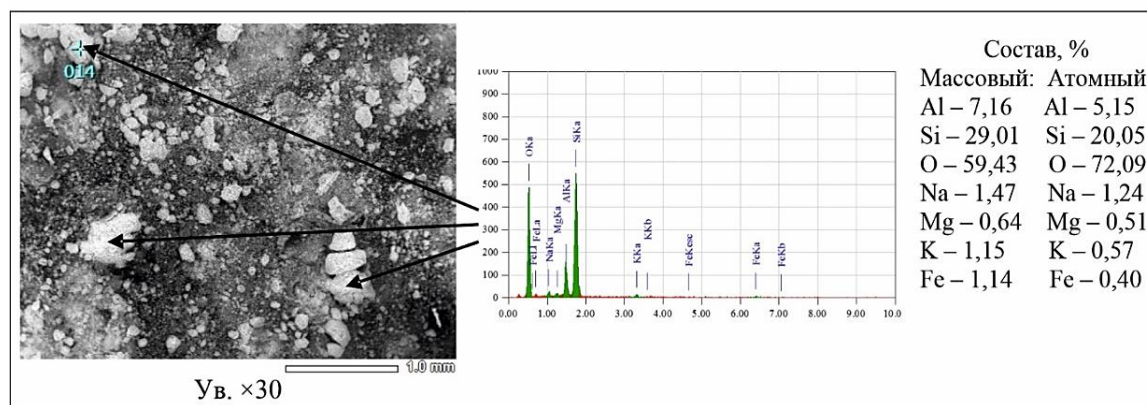 014
1.0 mm
Ув. ×30
1000
900
800
700
600
500
400
300
200
100
0
OKa
FeLl
FeLa
NaKa
MgKa
AlKa
SiKa
KKa
KKb
FeKesc
FeKa
FeKb
0.00 1.00 2.00 3.00 4.00 5.00 6.00 7.00 8.00 9.00 10.0
Состав, %
Массовый: Атомный
Al – 7,16 Al – 5,15
Si – 29,01 Si – 20,05
O – 59,43 O – 72,09
Na – 1,47 Na – 1,24
Mg – 0,64 Mg – 0,51
K – 1,15 K – 0,57
Fe – 1,14 Fe – 0,40